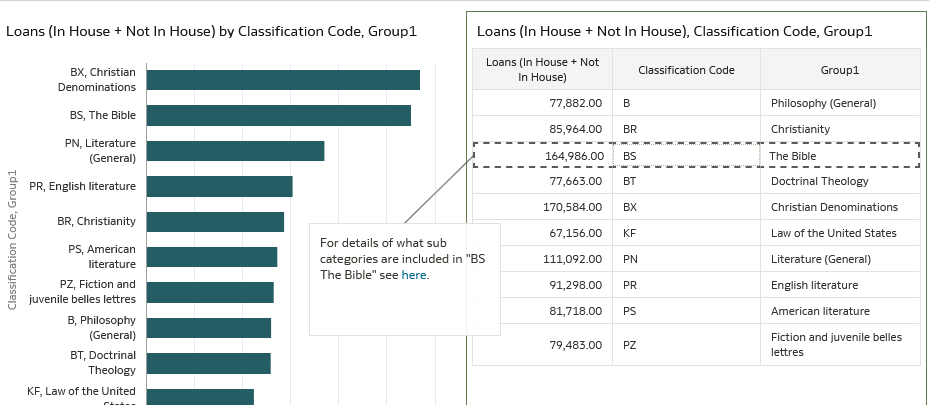 Loans (In House + Not In House) by Classification Code, Group1
Classification Code, Group1
BX, Christian
Denominations
BS, The Bible
PN, Literature
(General)
PR, English literature
BR, Christianity
PS, American
literature
PZ, Fiction and
juvenile belles lettres
B, Philosophy
(General)
BT, Doctrinal
Theology
KF, Law of the United
States
For details of what sub
categories are included in "BS
The Bible" see here.
Loans (In House + Not In House), Classification Code, Group1
Loans (In House + Not
In House) Classification Code Group1
77,882.00 B Philosophy (General)
85,964.00 BR Christianity
164,986.00 BS The Bible
77,663.00 BT Doctrinal Theology
170,584.00 BX Christian Denominations
67,156.00 KF Law of the United States
111,092.00 PN Literature (General)
91,298.00 PR English literature
81,718.00 PS American literature
79,483.00 PZ Fiction and juvenile belles
lettres